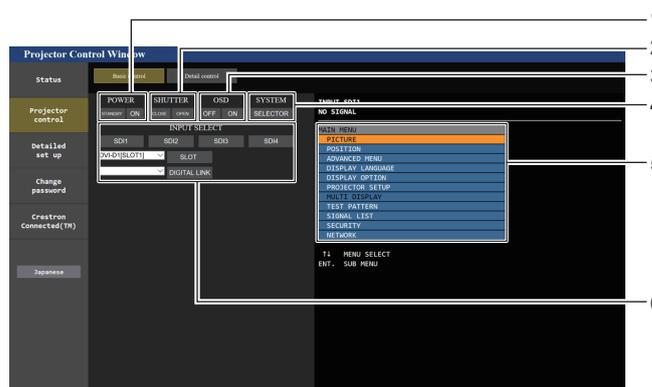 Projector Control Window
Status
Basic control
Detail control
POWER
SHUTTER
OSD
SYSTEM
STANDBY
ON
CLOSE
OPEN
OFF
ON
SELECTOR
INPUT SELECT
SDI1
SDI2
SDI3
SDI4
DVI-D1[SLOT1]
SLOT
DIGITAL LINK
Projector
control
Detailed
set up
Change
password
Crestron
Connected(TM)
Japanese
INPUT SDI1
NO SIGNAL
MAIN MENU
PICTURE
POSITION
ADVANCED MENU
DISPLAY LANGUAGE
DISPLAY OPTION
PROJECTOR SETUP
MULTI DISPLAY
TEST PATTERN
SIGNAL LIST
SECURITY
NETWORK
↑↓ MENU SELECT
ENT. SUB MENU